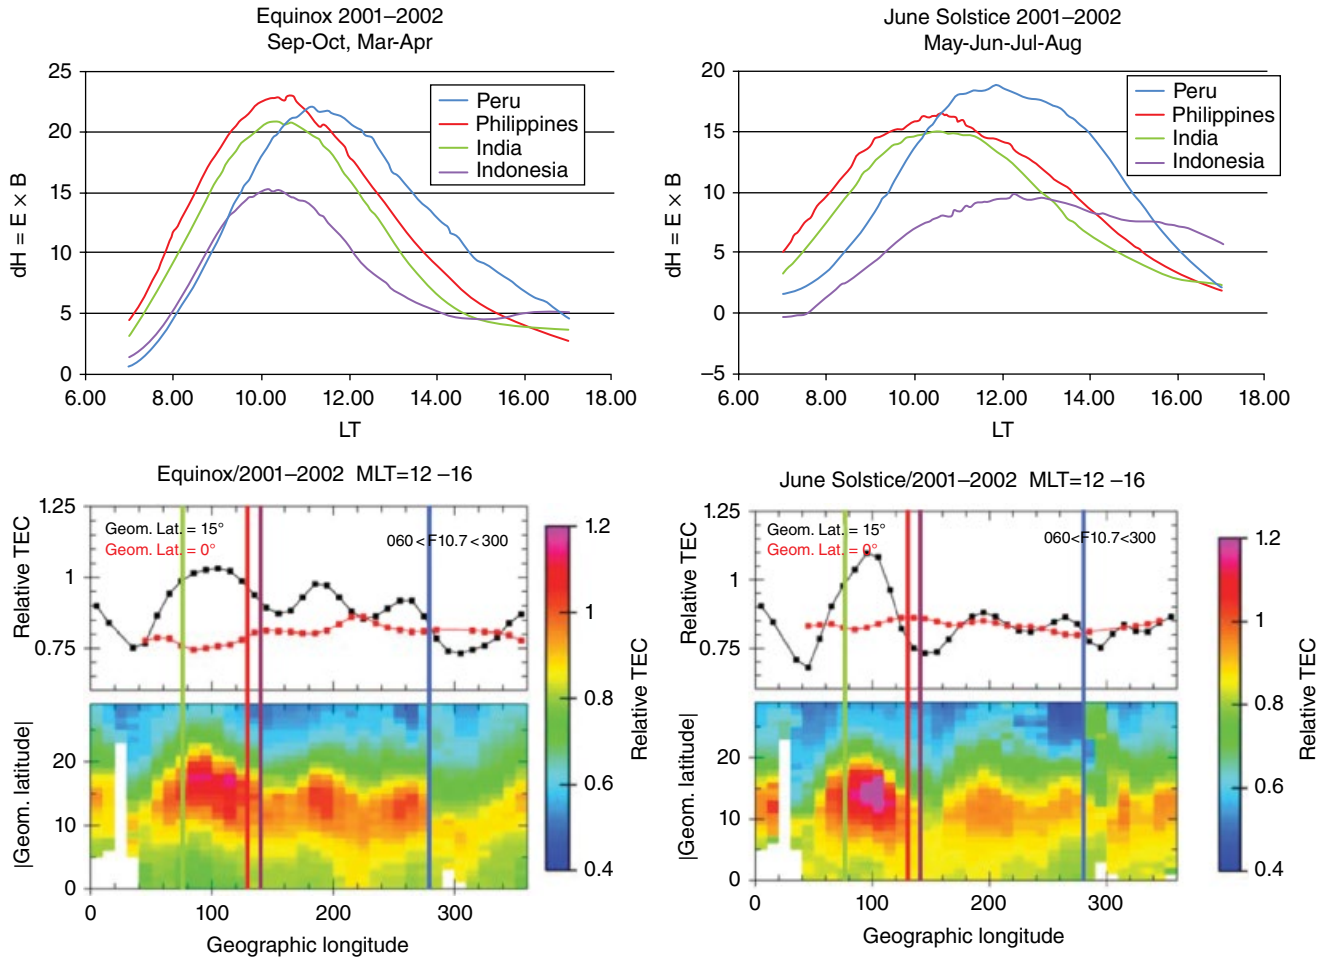 Equinox 2001–2002
Sep-Oct, Mar-Apr
25
20
15
10
5
0
dH = E × B
Peru
Philippines
India
Indonesia
6.00 8.00 10.00 12.00 14.00 16.00 18.00
LT
June Solstice 2001–2002
May-Jun-Jul-Aug
20
15
10
5
0
–5
dH = E × B
Peru
Philippines
India
Indonesia
6.00 8.00 10.00 12.00 14.00 16.00 18.00
LT
Equinox/2001–2002 MLT=12 –16
1.25
1
0.75
Relative TEC
Geom. Lat. = 15°
Geom. Lat. = 0°
060<F10.7<300
20
10
0
|Geom. latitude|
0 100 200 300
Geographic longitude
1.2
1
0.8
0.6
0.4
Relative TEC
June Solstice/2001–2002 MLT=12 –16
1.25
1
0.75
Relative TEC
Geom. Lat. = 15°
Geom. Lat. = 0°
060<F10.7<300
20
10
0
|Geom. latitude|
0 100 200 300
Geographic longitude
1.2
1
0.8
0.6
0.4
Relative TEC